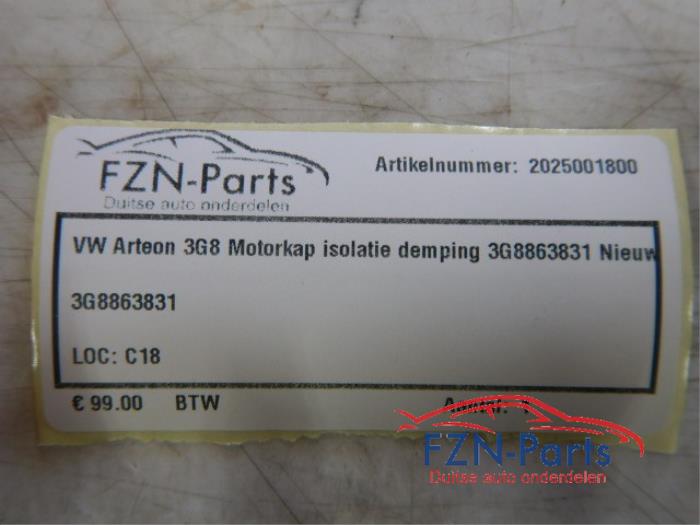 FZN-Parts
Duitse auto onderdelen
Artikelnummer: 2025001800
VW Arteon 3G8 Motorkap isolatie demping 3G8863831 Nieuw
3G8863831
LOC: C18
€ 99.00 BTW
FZN-Parts
Duitse auto onderdelen